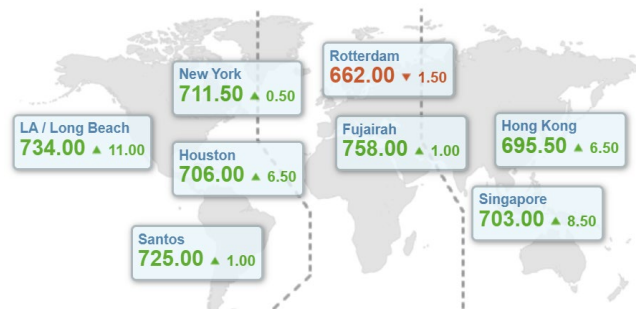 New York
711.50 ▲ 0.50
Rotterdam
662.00 ▼ 1.50
LA / Long Beach
734.00 ▲ 11.00
Houston
706.00 ▲ 6.50
Fujairah
758.00 ▲ 1.00
Hong Kong
695.50 ▲ 6.50
Singapore
703.00 ▲ 8.50
Santos
725.00 ▲ 1.00